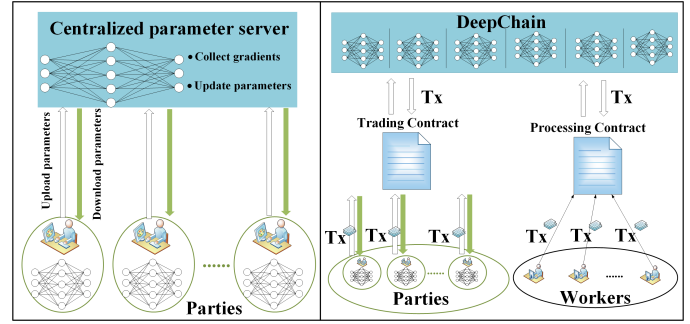 Centralized parameter server
• Collect gradients
• Update parameters
Upload parameters
Download parameters
......
Parties
DeepChain
Tx
Tx
Trading Contract
Processing Contract
Tx
Tx
Tx
Tx
Tx
Tx
......
......
Parties
Workers